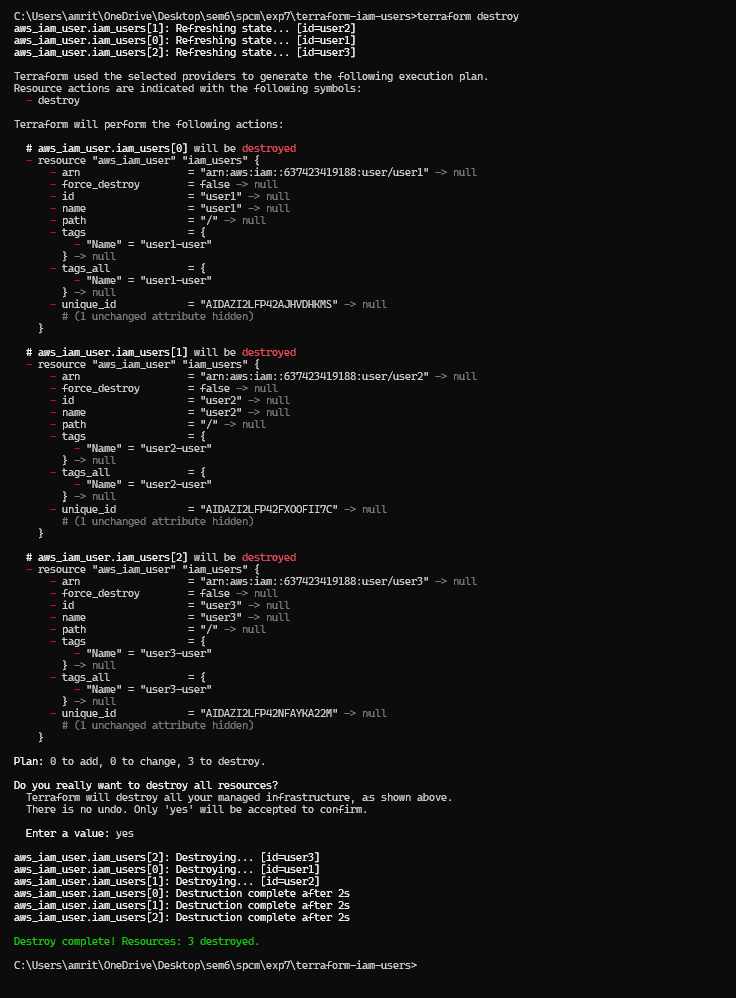 C:\Users\amrit\OneDrive\Desktop\sem6\spcm\exp7\terraform-iam-users>terraform destroy
aws_iam_user.iam_users[1]: Refreshing state... [id=user2]
aws_iam_user.iam_users[0]: Refreshing state... [id=user1]
aws_iam_user.iam_users[2]: Refreshing state... [id=user3]

Terraform used the selected providers to generate the following execution plan.
Resource actions are indicated with the following symbols:
  - destroy

Terraform will perform the following actions:

  # aws_iam_user.iam_users[0] will be destroyed
  - resource "aws_iam_user" "iam_users" {
      - arn                  = "arn:aws:iam::637423419188:user/user1" -> null
      - force_destroy        = false -> null
      - id                   = "user1" -> null
      - name                 = "user1" -> null
      - path                 = "/" -> null
      - tags                 = {
          - "Name" = "user1-user"
        } -> null
      - tags_all             = {
          - "Name" = "user1-user"
        } -> null
      - unique_id            = "AIDAZI2LFP42AJHVDHKMS" -> null
        # (1 unchanged attribute hidden)
    }

  # aws_iam_user.iam_users[1] will be destroyed
  - resource "aws_iam_user" "iam_users" {
      - arn                  = "arn:aws:iam::637423419188:user/user2" -> null
      - force_destroy        = false -> null
      - id                   = "user2" -> null
      - name                 = "user2" -> null
      - path                 = "/" -> null
      - tags                 = {
          - "Name" = "user2-user"
        } -> null
      - tags_all             = {
          - "Name" = "user2-user"
        } -> null
      - unique_id            = "AIDAZI2LFP42FXOOFII7C" -> null
        # (1 unchanged attribute hidden)
    }

  # aws_iam_user.iam_users[2] will be destroyed
  - resource "aws_iam_user" "iam_users" {
      - arn                  = "arn:aws:iam::637423419188:user/user3" -> null
      - force_destroy        = false -> null
      - id                   = "user3" -> null
      - name                 = "user3" -> null
      - path                 = "/" -> null
      - tags                 = {
          - "Name" = "user3-user"
        } -> null
      - tags_all             = {
          - "Name" = "user3-user"
        } -> null
      - unique_id            = "AIDAZI2LFP42NFAYKA22M" -> null
        # (1 unchanged attribute hidden)
    }

Plan: 0 to add, 0 to change, 3 to destroy.

Do you really want to destroy all resources?
  Terraform will destroy all your managed infrastructure, as shown above.
  There is no undo. Only 'yes' will be accepted to confirm.

  Enter a value: yes

aws_iam_user.iam_users[2]: Destroying... [id=user3]
aws_iam_user.iam_users[0]: Destroying... [id=user1]
aws_iam_user.iam_users[1]: Destroying... [id=user2]
aws_iam_user.iam_users[0]: Destruction complete after 2s
aws_iam_user.iam_users[1]: Destruction complete after 2s
aws_iam_user.iam_users[2]: Destruction complete after 2s

Destroy complete! Resources: 3 destroyed.

C:\Users\amrit\OneDrive\Desktop\sem6\spcm\exp7\terraform-iam-users>